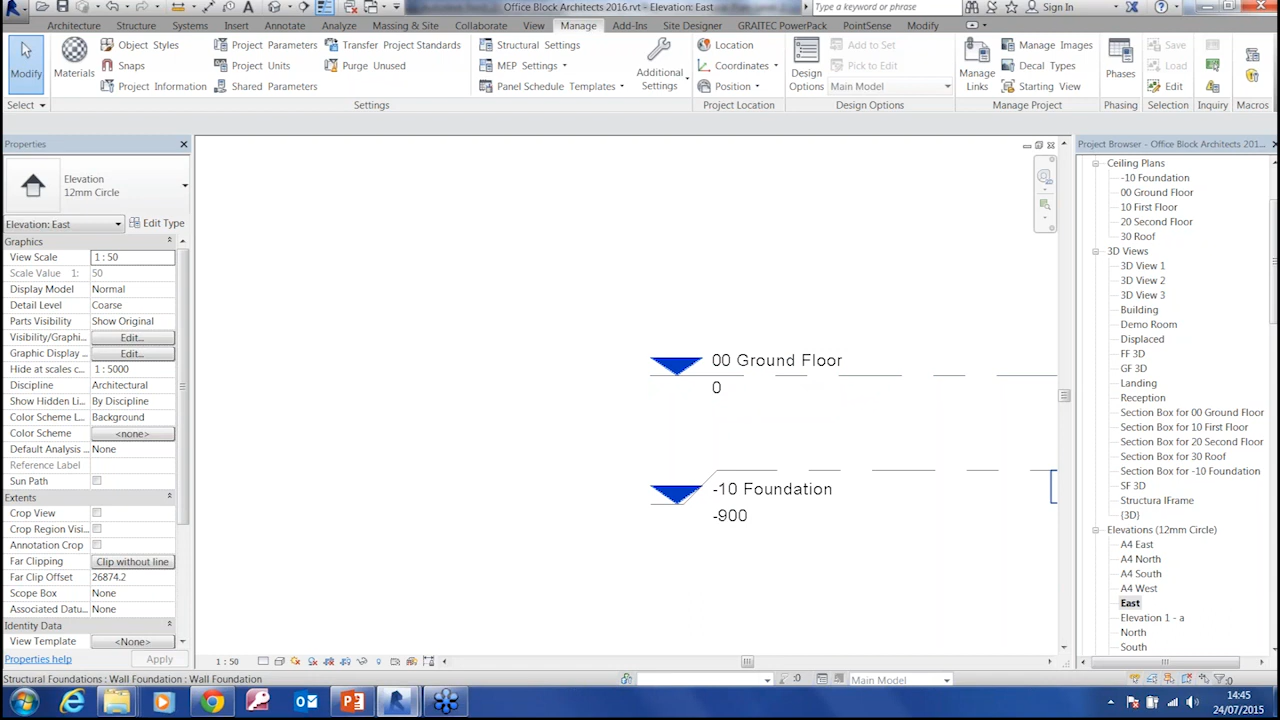 Office Block Architects 2016.rvt - Elevation: East
Type a keyword or phrase
Sign In
Architecture Structure Systems Insert Annotate Analyze Massing & Site Collaborate View Manage Add-Ins Site Designer GRAITEC PowerPack PointSense Modify
Modify
Select
Materials
Object Styles
Snaps
Project Information
Project Parameters
Project Units
Shared Parameters
Transfer Project Standards
Purge Unused
Structural Settings
MEP Settings
Panel Schedule Templates
Additional
Settings
Settings
Location
Coordinates
Position
Project Location
Design
Options
Add to Set
Pick to Edit
Main Model
Design Options
Manage
Links
Manage Images
Decal Types
Starting View
Manage Project
Phases
Phasing
Save
Load
Edit
Selection
Inquiry
Macros
Properties
Elevation
12mm Circle
Elevation: East
Edit Type
Graphics
View Scale 1 : 50
Scale Value 1: 50
Display Model Normal
Detail Level Coarse
Parts Visibility Show Original
Visibility/Graphi... Edit...
Graphic Display ... Edit...
Hide at scales c... 1 : 5000
Discipline Architectural
Show Hidden Li... By Discipline
Color Scheme L... Background
Color Scheme <none>
Default Analysis ... None
Reference Label
Sun Path
Extents
Crop View
Crop Region Visi...
Annotation Crop
Far Clipping Clip without line
Far Clip Offset 26874.2
Scope Box None
Associated Datu... None
Identity Data
View Template <None>
Properties help
Apply
00 Ground Floor
0
-10 Foundation
-900
Project Browser - Office Block Architects 201...
Ceiling Plans
-10 Foundation
00 Ground Floor
10 First Floor
20 Second Floor
30 Roof
3D Views
3D View 1
3D View 2
3D View 3
Building
Demo Room
Displaced
FF 3D
GF 3D
Landing
Reception
Section Box for 00 Ground Floor
Section Box for 10 First Floor
Section Box for 20 Second Floor
Section Box for 30 Roof
Section Box for -10 Foundation
SF 3D
Structura IFrame
{3D}
Elevations (12mm Circle)
A4 East
A4 North
A4 South
A4 West
East
Elevation 1 - a
North
South
1 : 50
Structural Foundations : Wall Foundation : Wall Foundation
:0
Main Model
:0
14:45
24/07/2015